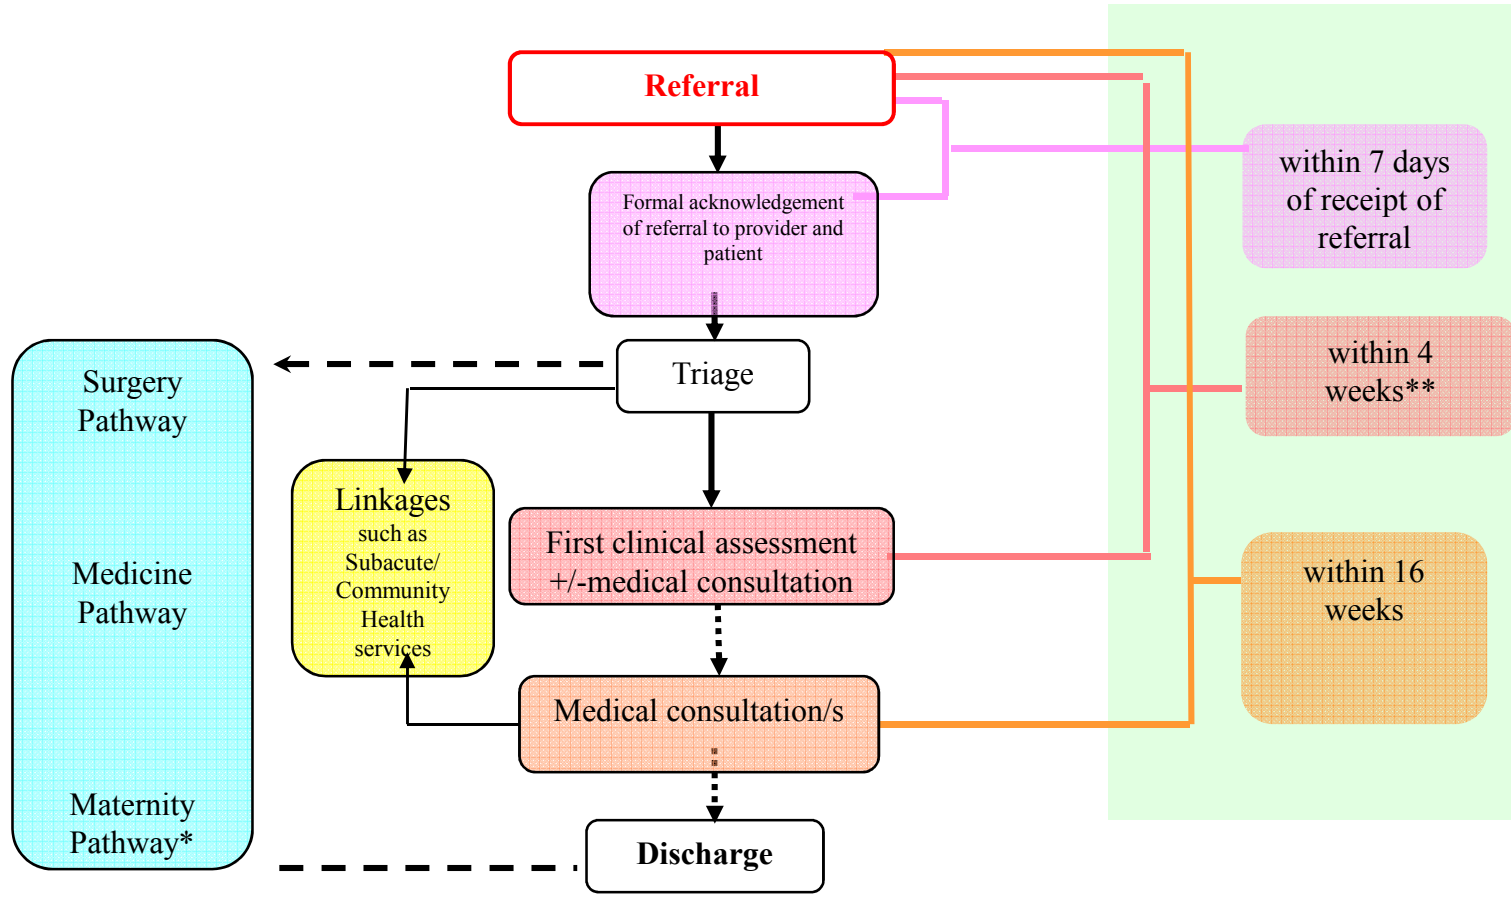 Referral
Formal acknowledgement
of referral to provider and
patient
Triage
Surgery
Pathway
Medicine
Pathway
Maternity
Pathway*
Linkages
such as
Subacute/
Community
Health
services
First clinical assessment
+/-medical consultation
Medical consultation/s
Discharge
within 7 days
of receipt of
referral
within 4
weeks**
within 16
weeks